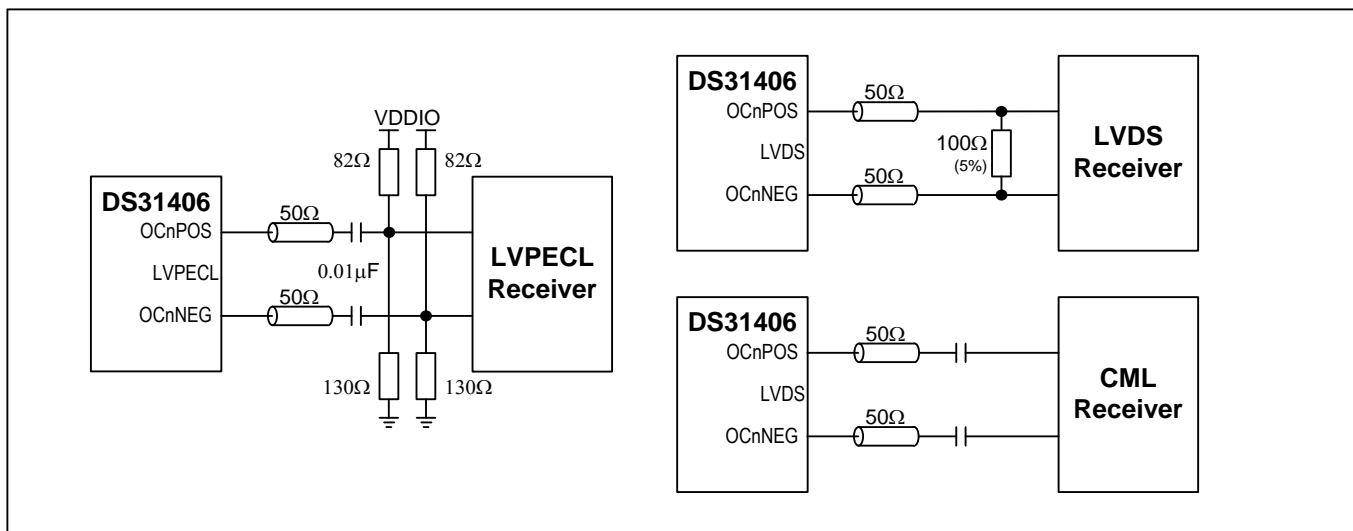 VDDIO
82Ω
82Ω
DS31406
OCnPOS
LVPECL
OCnNEG
50Ω
0.01μF
50Ω
130Ω
130Ω
LVPECL
Receiver
DS31406
OCnPOS
LVDS
OCnNEG
50Ω
50Ω
100Ω
(5%)
LVDS
Receiver
DS31406
OCnPOS
LVDS
OCnNEG
50Ω
50Ω
CML
Receiver